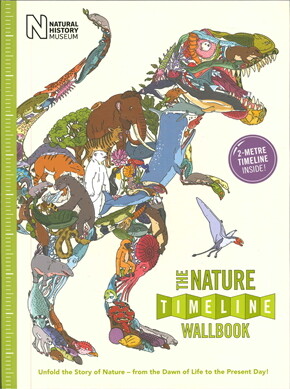 NATURAL
HISTORY
MUSEUM
2-METRE
TIMELINE
INSIDE!
THE NATURE
TIMELINE
WALLBOOK
Unfold the Story of Nature – from the Dawn of Life to the Present Day!